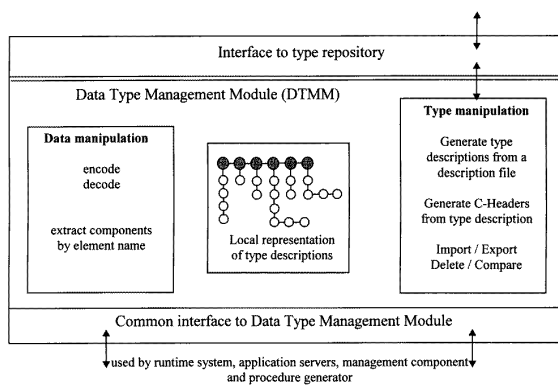 Interface to type repository
Data Type Management Module (DTMM)
Data manipulation
encode
decode
extract components
by element name
Local representation
of type descriptions
Type manipulation
Generate type
descriptions from a
description file
Generate C-Headers
from type description
Import / Export
Delete / Compare
Common interface to Data Type Management Module
used by runtime system, application servers, management component
and procedure generator